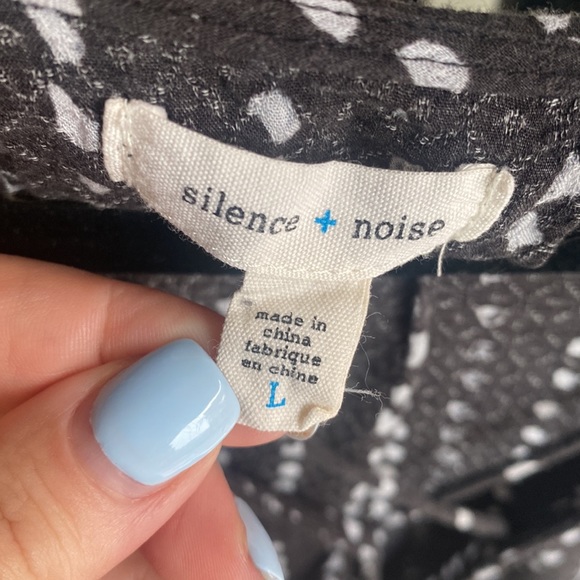 silence + noise
made in
china
fabrique
en chine
L